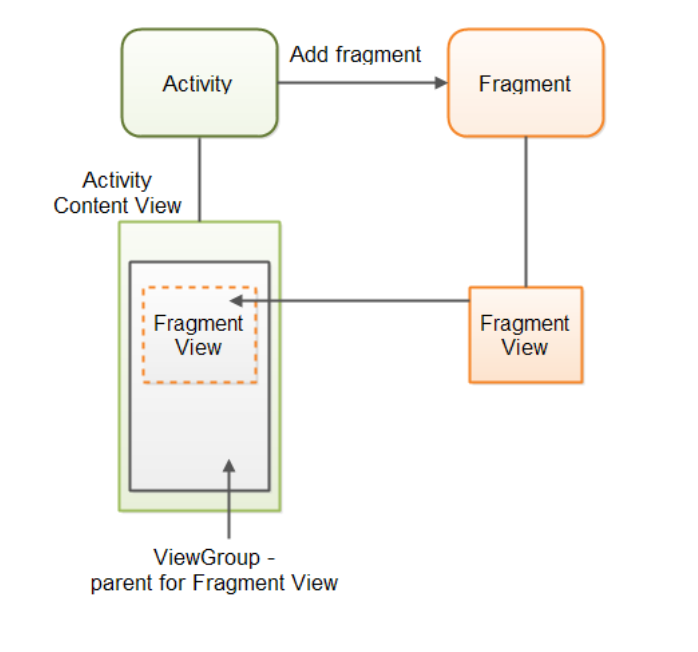 Add fragment
Activity
Fragment
Activity
Content View
Fragment
View
Fragment
View
ViewGroup -
parent for Fragment View